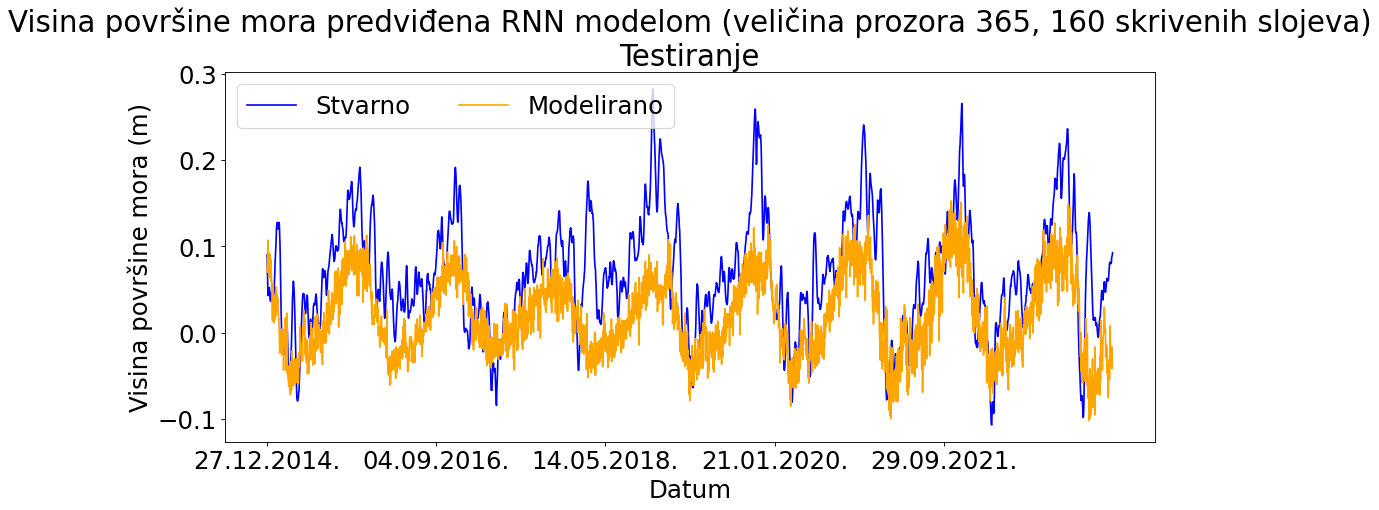 Visina površine mora predviđena RNN modelom (veličina prozora 365, 160 skrivenih slojeva)
Testiranje
Stvarno Modelirano
Visina površine mora (m)
0.3
0.2
0.1
0.0
−0.1
27.12.2014. 04.09.2016. 14.05.2018. 21.01.2020. 29.09.2021.
Datum